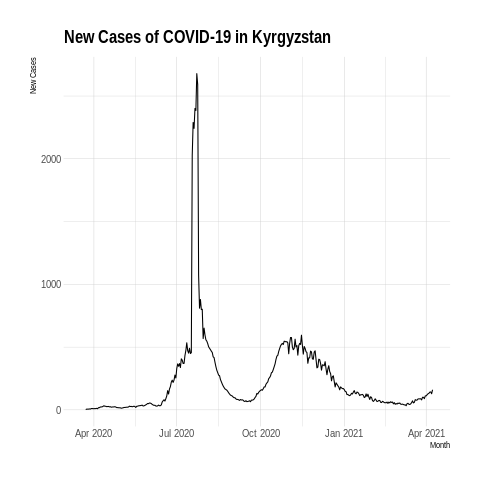 New Cases of COVID-19 in Kyrgyzstan
New Cases
2000
1000
0
Apr 2020
Jul 2020
Oct 2020
Jan 2021
Apr 2021
Month